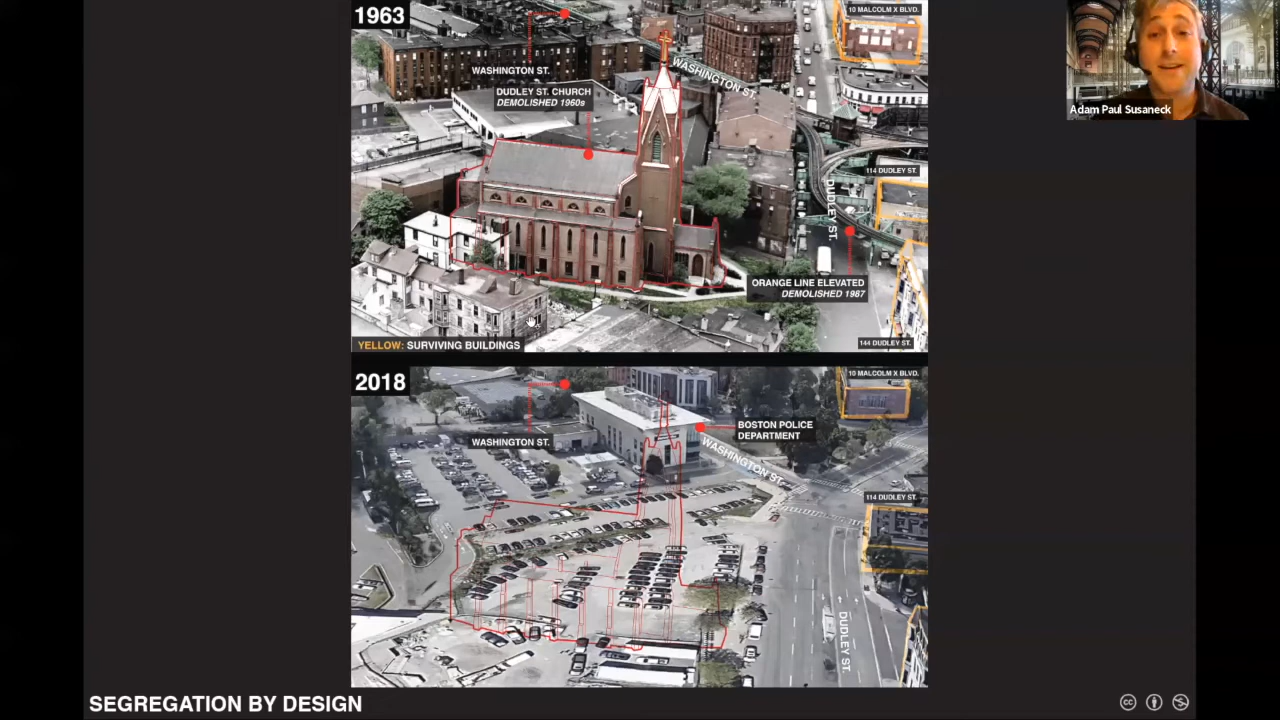 1963
10 MALCOLM X BLVD.
WASHINGTON ST.
WASHINGTON ST.
DUDLEY ST. CHURCH
DEMOLISHED 1960s
Adam Paul Susaneck
114 DUDLEY ST.
DUDLEY ST.
ORANGE LINE ELEVATED
DEMOLISHED 1987
YELLOW: SURVIVING BUILDINGS
144 DUDLEY ST.
2018
10 MALCOLM X BLVD.
BOSTON POLICE
DEPARTMENT
WASHINGTON ST.
WASHINGTON ST.
114 DUDLEY ST.
DUDLEY ST.
SEGREGATION BY DESIGN
cc